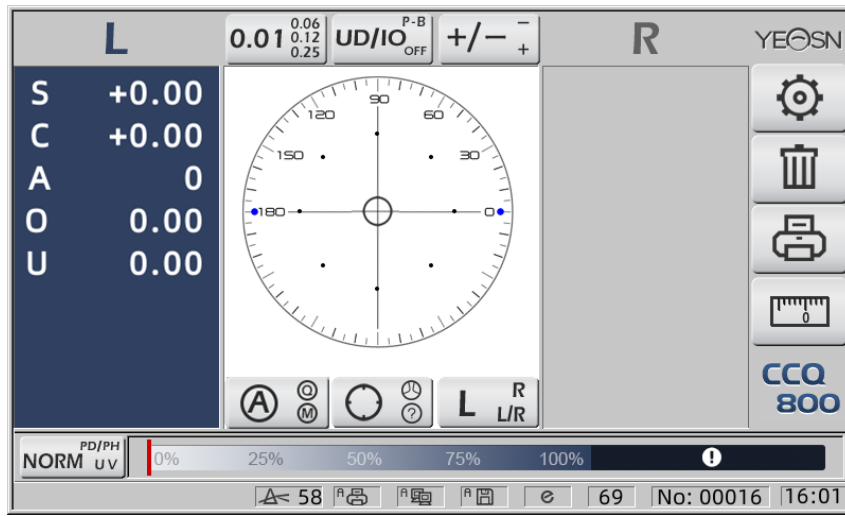 L
0.01 0.06
0.12
0.25
UD/IO P-B
OFF
+/− −
+
R
YEOSN
S +0.00
C +0.00
A 0
O 0.00
U 0.00
90
120 60
150 30
180 0
0
A Q
M
?
L R
L/R
CCQ
800
NORM PD/PH
UV
0% 25% 50% 75% 100% !
58 A A A e 69 No: 00016 16:01